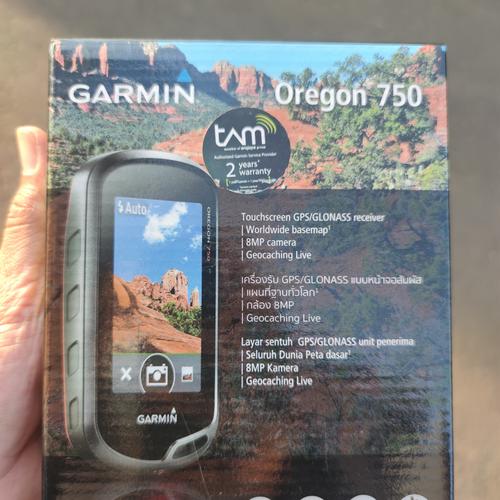 GARMIN
Oregon 750
tam
Authorized Garmin Service Provider
2 years*
warranty
Auto
OREGON 750
GARMIN
Touchscreen GPS/GLONASS receiver
| Worldwide basemap¹
| 8MP camera
| Geocaching Live
เครื่องรับ GPS/GLONASS แบบหน้าจอสัมผัส
| แผนที่ฐานทั่วโลก¹
| กล้อง 8MP
| Geocaching Live
Layar sentuh GPS/GLONASS unit penerima
| Seluruh Dunia Peta dasar¹
| 8MP Kamera
| Geocaching Live